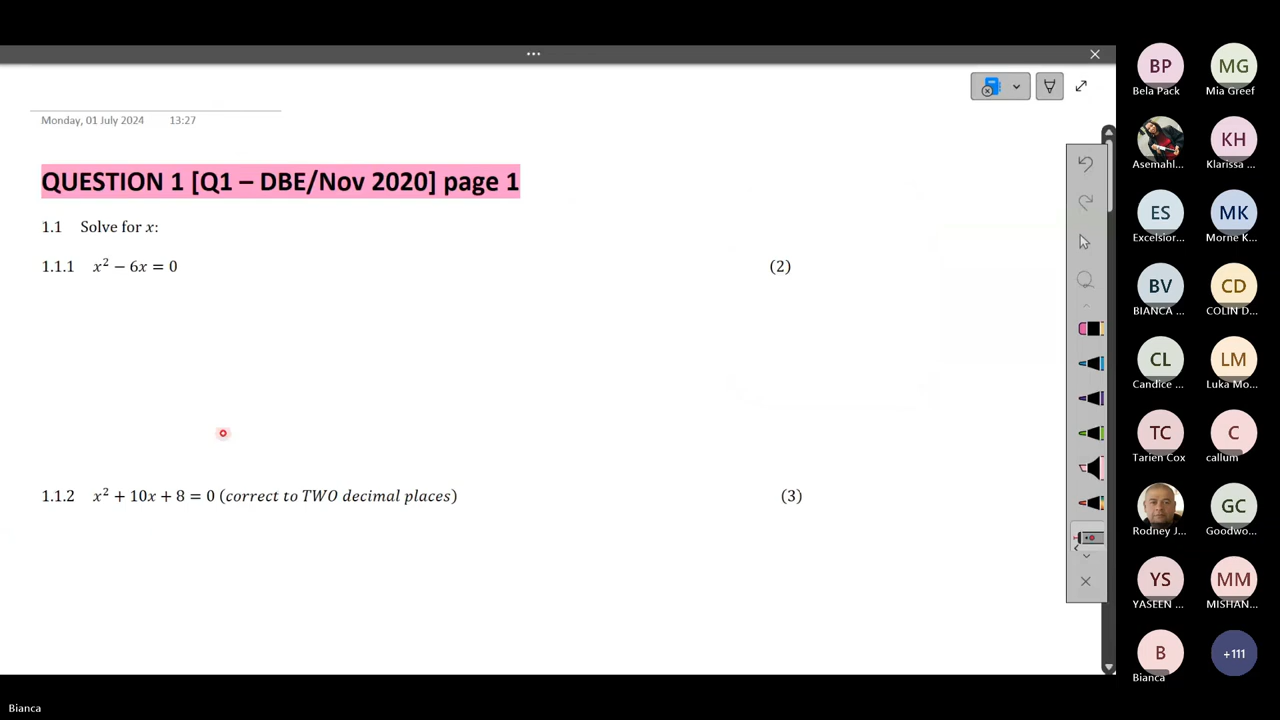 Monday, 01 July 2024 13:27
QUESTION 1 [Q1 – DBE/Nov 2020] page 1
1.1 Solve for x:
1.1.1 x² − 6x = 0 (2)
1.1.2 x² + 10x + 8 = 0 (correct to TWO decimal places) (3)
BP MG
Bela Pack Mia Greef
KH
Asemahl... Klarissa ...
ES MK
Excelsior... Morne K...
BV CD
BIANCA ... COLIN D...
CL LM
Candice ... Luka Mo...
TC C
Tarien Cox callum
GC
Rodney J... Goodwo...
YS MM
YASEEN ... MISHAN...
B +111
Bianca
Bianca